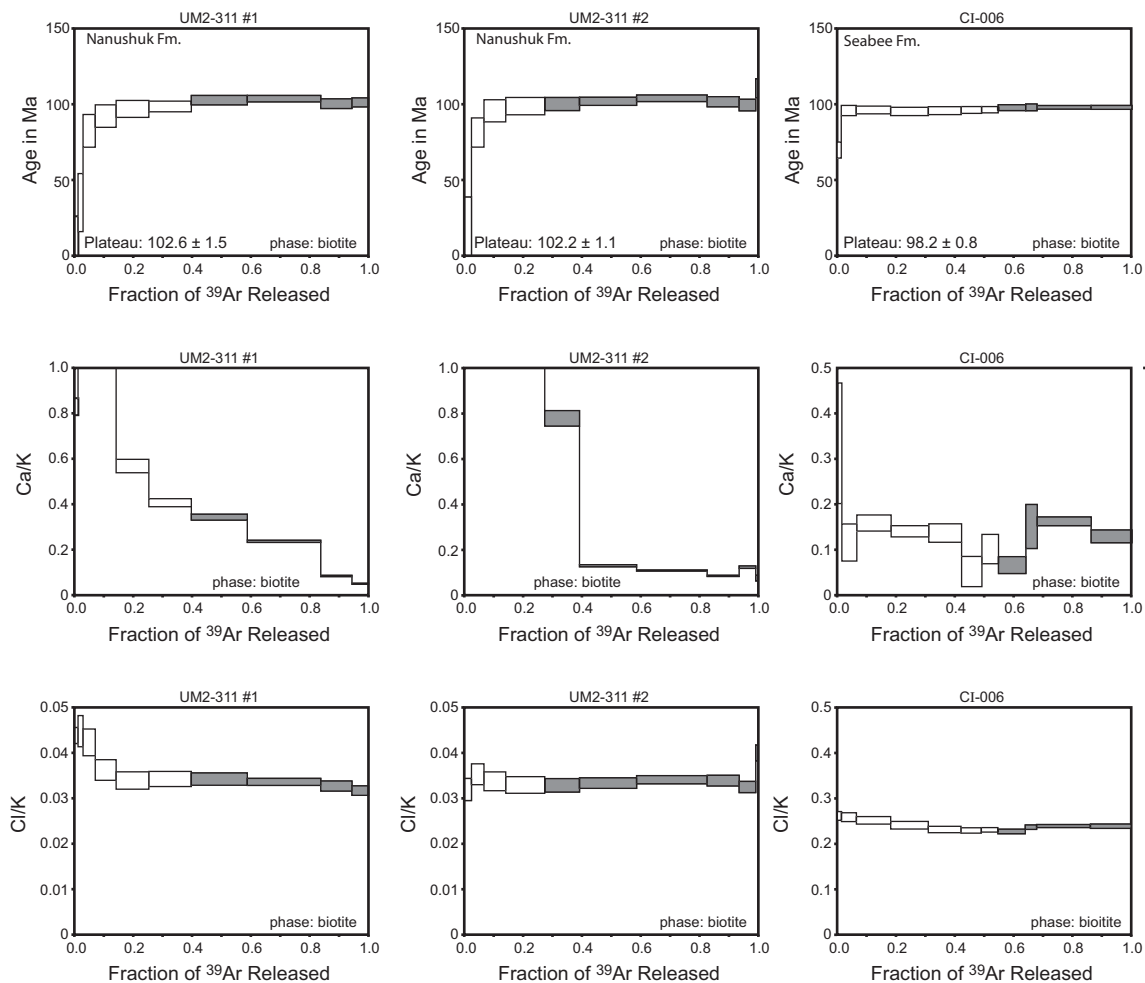 UM2-311 #1
UM2-311 #2
CI-006
150
100
50
0
Age in Ma
Nanushuk Fm.
Plateau: 102.6 ± 1.5
phase: biotite
0.0 0.2 0.4 0.6 0.8 1.0
Fraction of ³⁹Ar Released
150
100
50
0
Age in Ma
Nanushuk Fm.
Plateau: 102.2 ± 1.1
phase: biotite
0.0 0.2 0.4 0.6 0.8 1.0
Fraction of ³⁹Ar Released
150
100
50
0
Age in Ma
Seabee Fm.
Plateau: 98.2 ± 0.8
phase: biotite
0.0 0.2 0.4 0.6 0.8 1.0
Fraction of ³⁹Ar Released
UM2-311 #1
UM2-311 #2
CI-006
1.0
0.8
0.6
0.4
0.2
0
Ca/K
phase: biotite
0.0 0.2 0.4 0.6 0.8 1.0
Fraction of ³⁹Ar Released
1.0
0.8
0.6
0.4
0.2
0
Ca/K
phase: biotite
0.0 0.2 0.4 0.6 0.8 1.0
Fraction of ³⁹Ar Released
0.5
0.4
0.3
0.2
0.1
0
Ca/K
phase: biotite
0.0 0.2 0.4 0.6 0.8 1.0
Fraction of ³⁹Ar Released
UM2-311 #1
UM2-311 #2
CI-006
0.05
0.04
0.03
0.02
0.01
0
Cl/K
phase: biotite
0.0 0.2 0.4 0.6 0.8 1.0
Fraction of ³⁹Ar Released
0.05
0.04
0.03
0.02
0.01
0
Cl/K
phase: biotite
0.0 0.2 0.4 0.6 0.8 1.0
Fraction of ³⁹Ar Released
0.5
0.4
0.3
0.2
0.1
0
Cl/K
phase: bioitite
0.0 0.2 0.4 0.6 0.8 1.0
Fraction of ³⁹Ar Released